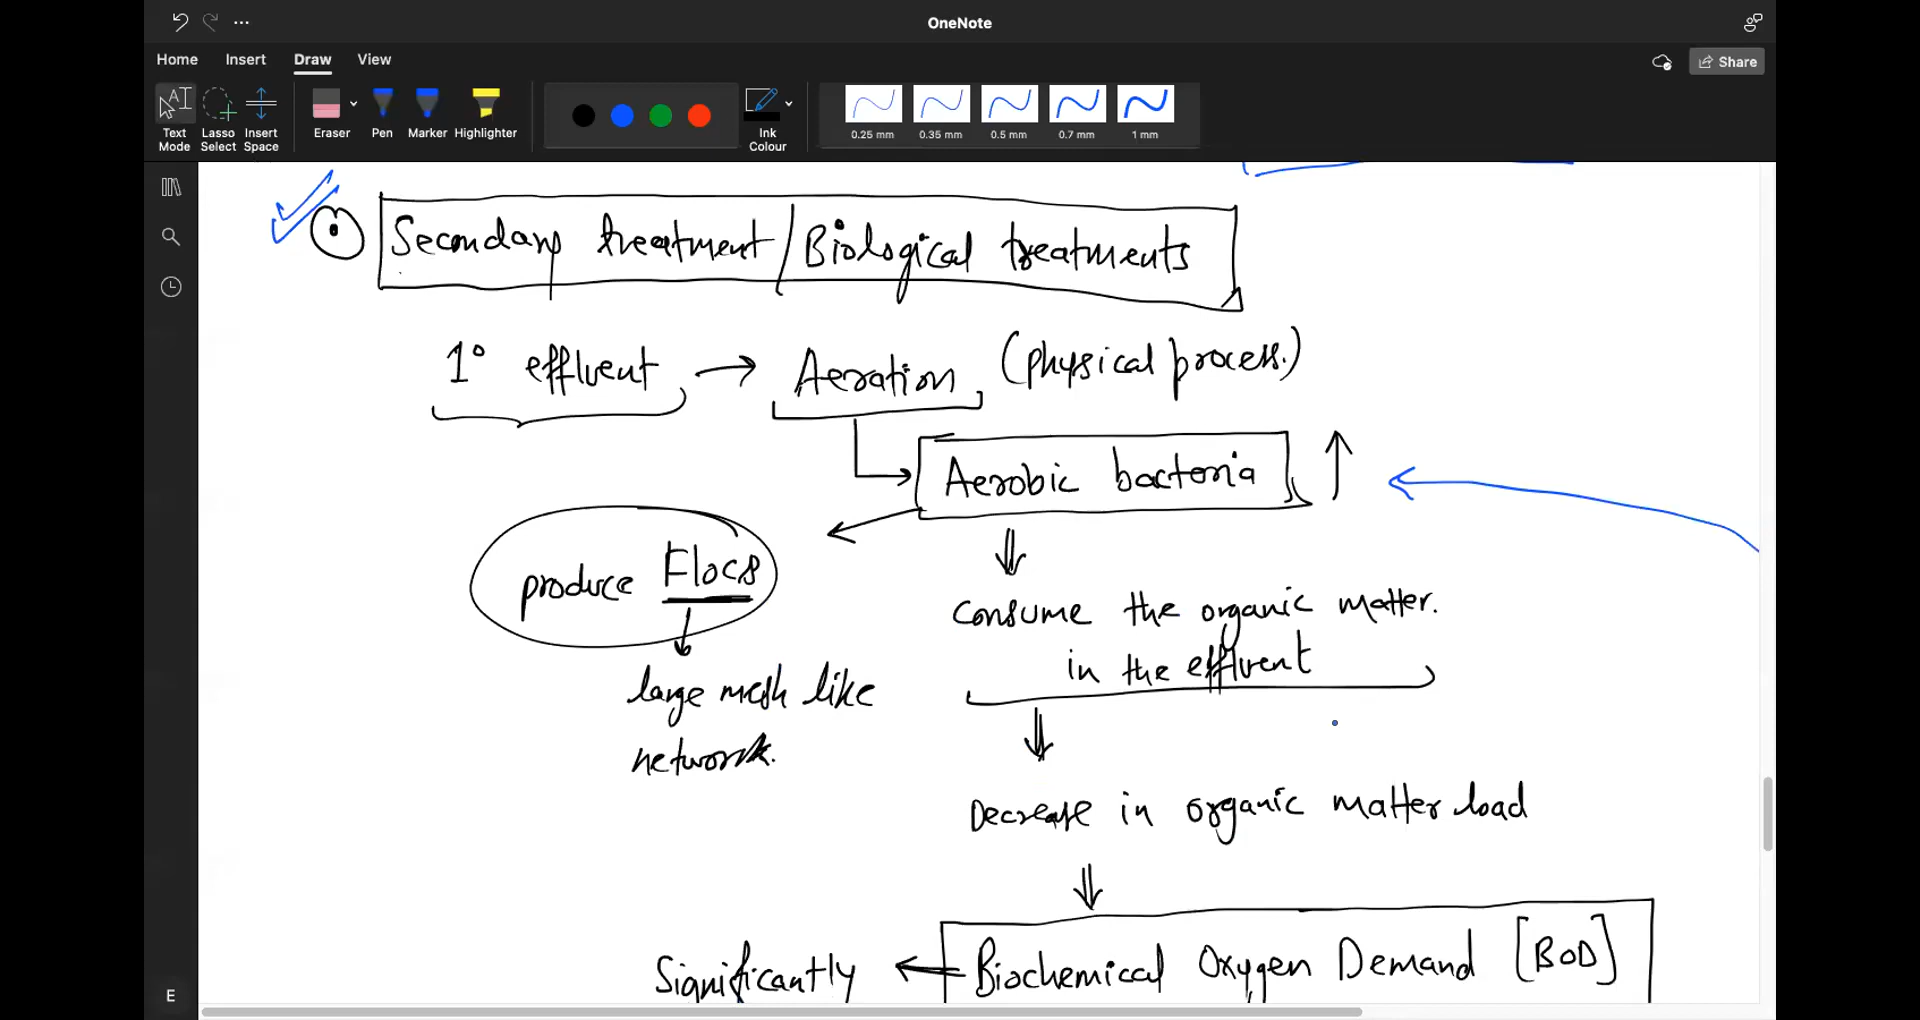 OneNote
Home Insert Draw View
Share
Text Mode
Lasso Select
Insert Space
Eraser
Pen
Marker
Highlighter
Ink Colour
0.25 mm
0.35 mm
0.5 mm
0.7 mm
1 mm
Secondary treatment/Biological treatments
1° effluent → Aeration (physical process.)
Aerobic bacteria ↑
produce Flocs
Consume the organic matter.
in the effluent
large mesh like
network.
Decrease in organic matter load
Significantly ← Biochemical Oxygen Demand [BOD]
E